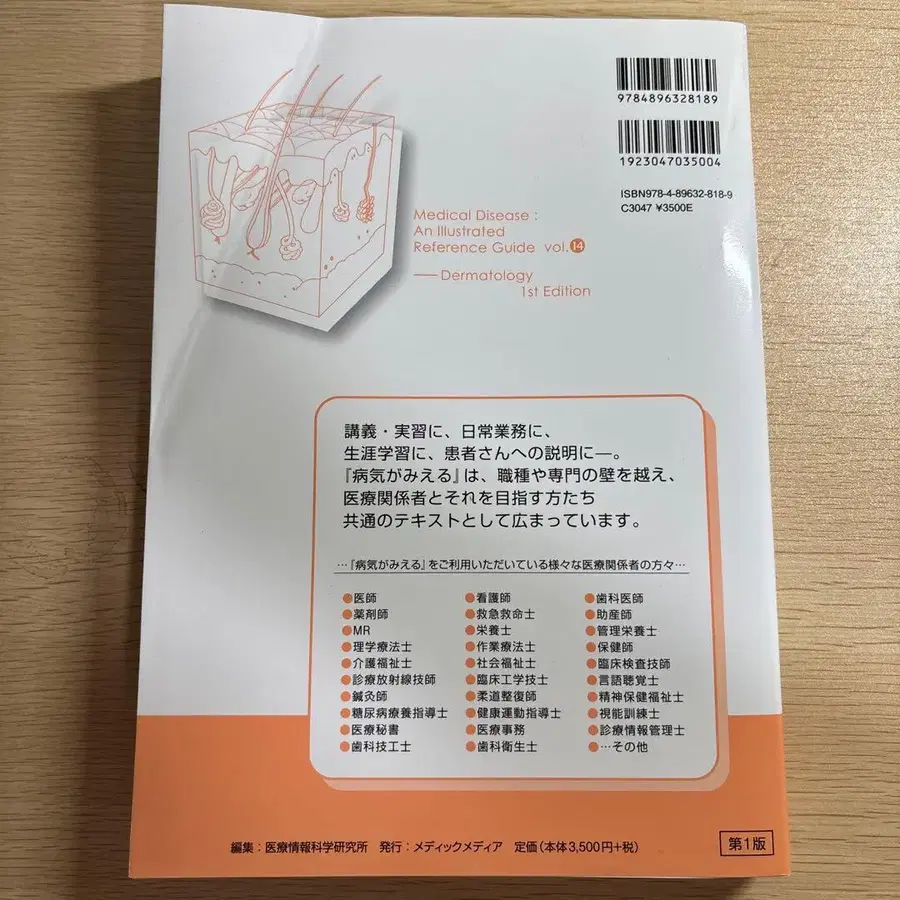 9784896328189
1923047035004
ISBN978-4-89632-818-9
C3047 ¥3500E
Medical Disease :
An Illustrated
Reference Guide vol.14
—Dermatology
1st Edition
講義・実習に、日常業務に、
生涯学習に、患者さんへの説明に―。
『病気がみえる』は、職種や専門の壁を越え、
医療関係者とそれを目指す方たち
共通のテキストとして広まっています。
…『病気がみえる』をご利用いただいている様々な医療関係者の方々…
●医師 ●看護師 ●歯科医師
●薬剤師 ●救急救命士 ●助産師
●MR ●栄養士 ●管理栄養士
●理学療法士 ●作業療法士 ●保健師
●介護福祉士 ●社会福祉士 ●臨床検査技師
●診療放射線技師 ●臨床工学技士 ●言語聴覚士
●鍼灸師 ●柔道整復師 ●精神保健福祉士
●糖尿病療養指導士 ●健康運動指導士 ●視能訓練士
●医療秘書 ●医療事務 ●診療情報管理士
●歯科技工士 ●歯科衛生士 ●…その他
編集：医療情報科学研究所 発行：メディックメディア 定価（本体3,500円+税）
第1版